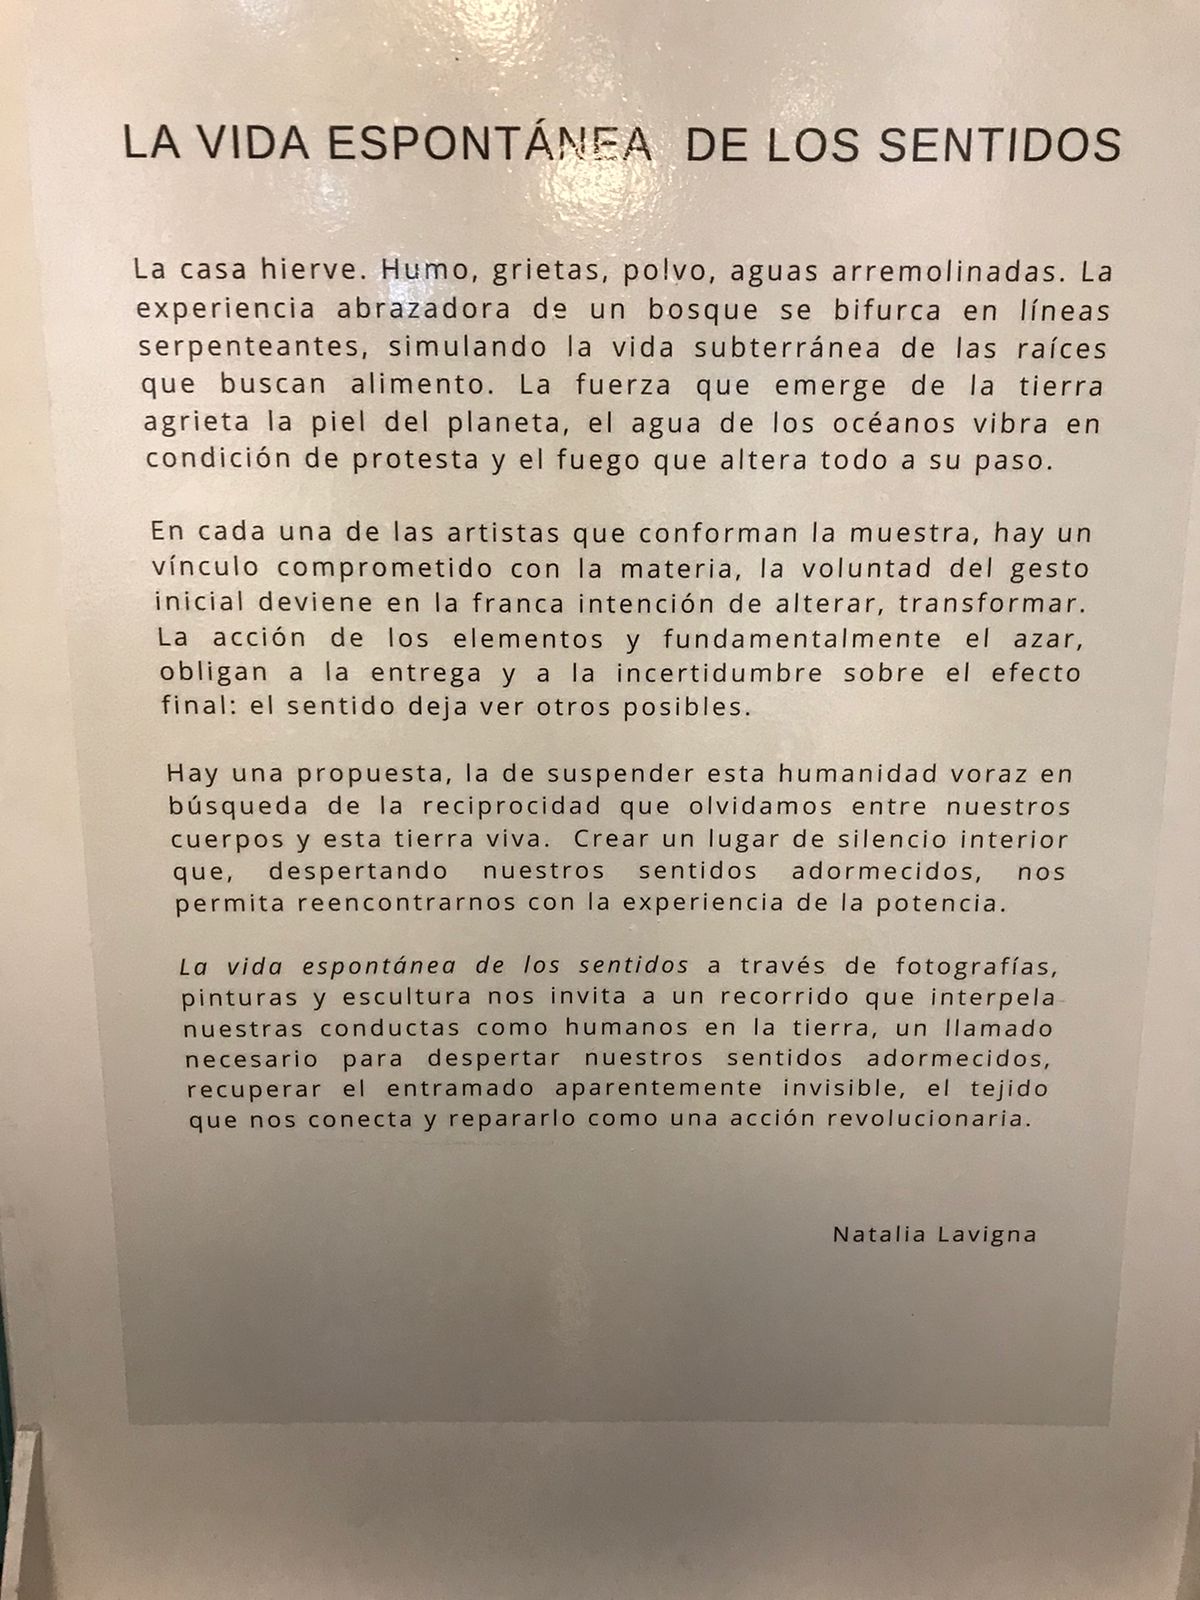 LA VIDA ESPONTÁNEA DE LOS SENTIDOS
La casa hierve. Humo, grietas, polvo, aguas arremolinadas. La
experiencia abrazadora de un bosque se bifurca en líneas
serpenteantes, simulando la vida subterránea de las raíces
que buscan alimento. La fuerza que emerge de la tierra
agrieta la piel del planeta, el agua de los océanos vibra en
condición de protesta y el fuego que altera todo a su paso.
En cada una de las artistas que conforman la muestra, hay un
vínculo comprometido con la materia, la voluntad del gesto
inicial deviene en la franca intención de alterar, transformar.
La acción de los elementos y fundamentalmente el azar,
obligan a la entrega y a la incertidumbre sobre el efecto
final: el sentido deja ver otros posibles.
Hay una propuesta, la de suspender esta humanidad voraz en
búsqueda de la reciprocidad que olvidamos entre nuestros
cuerpos y esta tierra viva. Crear un lugar de silencio interior
que, despertando nuestros sentidos adormecidos, nos
permita reencontrarnos con la experiencia de la potencia.
La vida espontánea de los sentidos a través de fotografías,
pinturas y escultura nos invita a un recorrido que interpela
nuestras conductas como humanos en la tierra, un llamado
necesario para despertar nuestros sentidos adormecidos,
recuperar el entramado aparentemente invisible, el tejido
que nos conecta y repararlo como una acción revolucionaria.
Natalia Lavigna